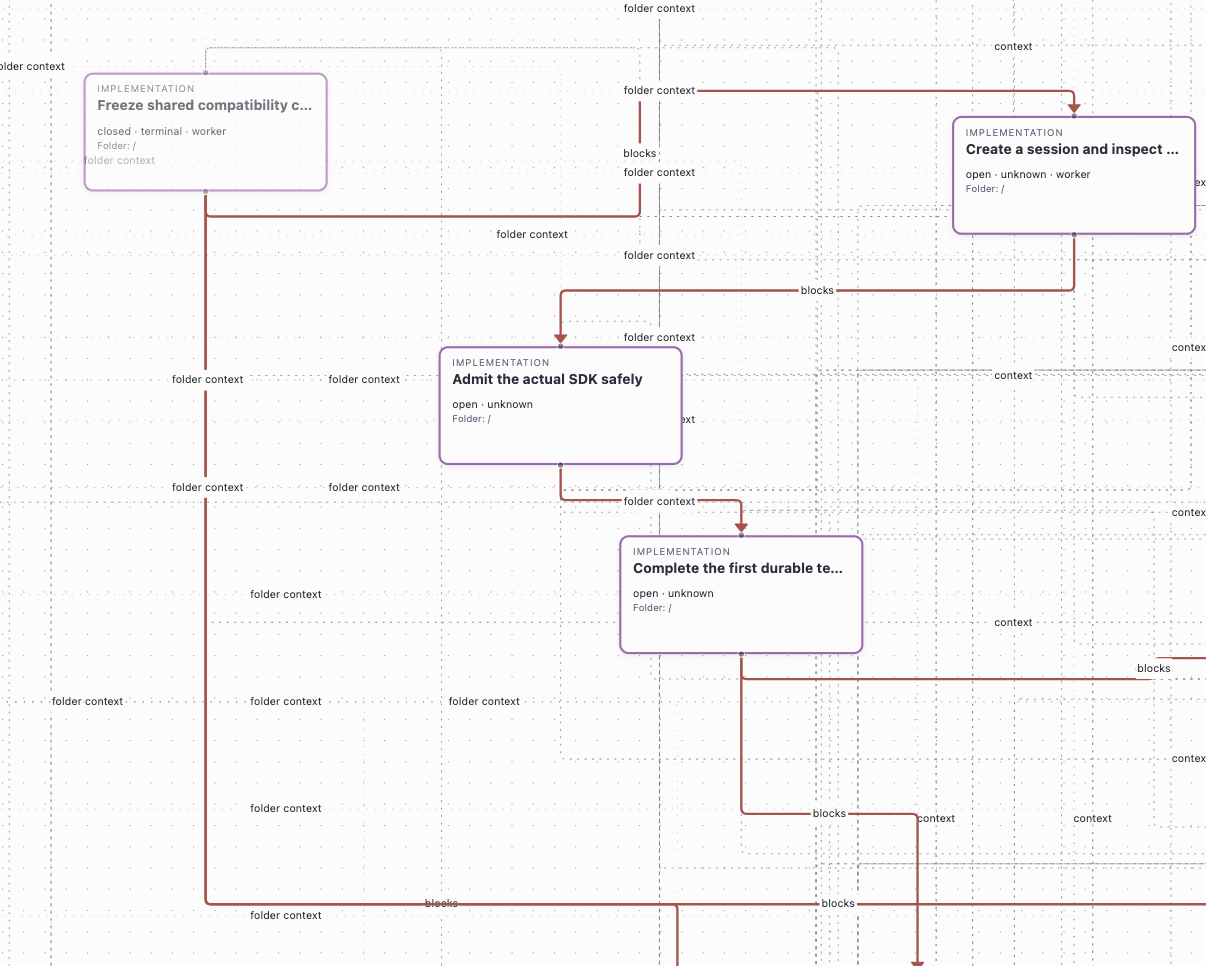 folder context
context
folder context
IMPLEMENTATION
Freeze shared compatibility c...
closed · terminal · worker
Folder: /
folder context
folder context
blocks
folder context
IMPLEMENTATION
Create a session and inspect ...
open · unknown · worker
Folder: /
folder context
folder context
blocks
folder context
context
IMPLEMENTATION
Admit the actual SDK safely
open · unknown
Folder: /
folder context
folder context
context
folder context
folder context
folder context
context
IMPLEMENTATION
Complete the first durable te...
open · unknown
Folder: /
folder context
context
blocks
folder context
folder context
folder context
context
folder context
blocks
context
context
blocks
blocks
folder context